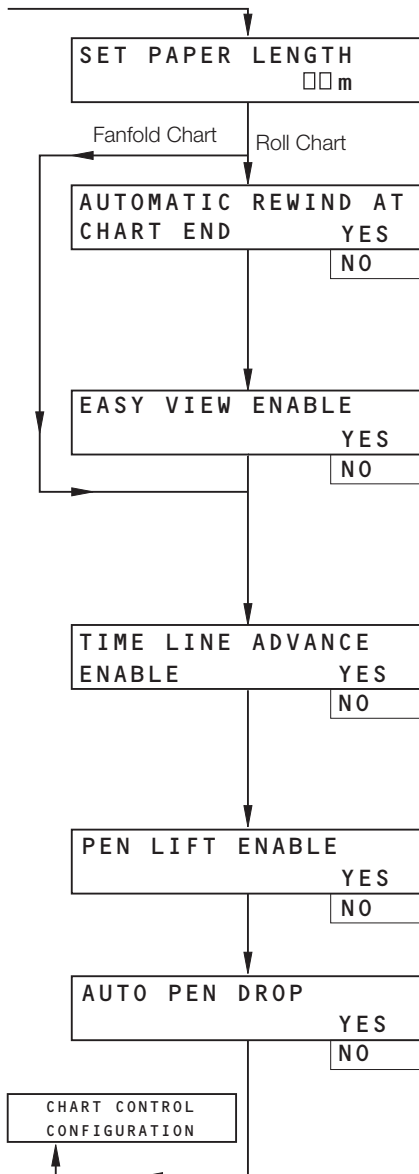 SET PAPER LENGTH
□□ m
Fanfold Chart
Roll Chart
AUTOMATIC REWIND AT
CHART END YES
NO
EASY VIEW ENABLE
YES
NO
TIME LINE ADVANCE
ENABLE YES
NO
PEN LIFT ENABLE
YES
NO
AUTO PEN DROP
YES
NO
CHART CONTROL
CONFIGURATION